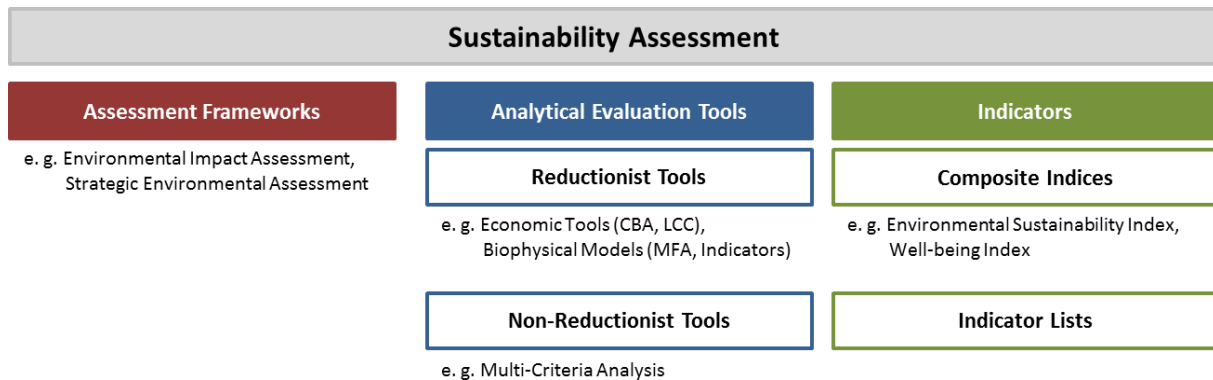 Sustainability Assessment
Assessment Frameworks
e. g. Environmental Impact Assessment,
Strategic Environmental Assessment
Analytical Evaluation Tools
Reductionist Tools
e. g. Economic Tools (CBA, LCC),
Biophysical Models (MFA, Indicators)
Non-Reductionist Tools
e. g. Multi-Criteria Analysis
Indicators
Composite Indices
e. g. Environmental Sustainability Index,
Well-being Index
Indicator Lists